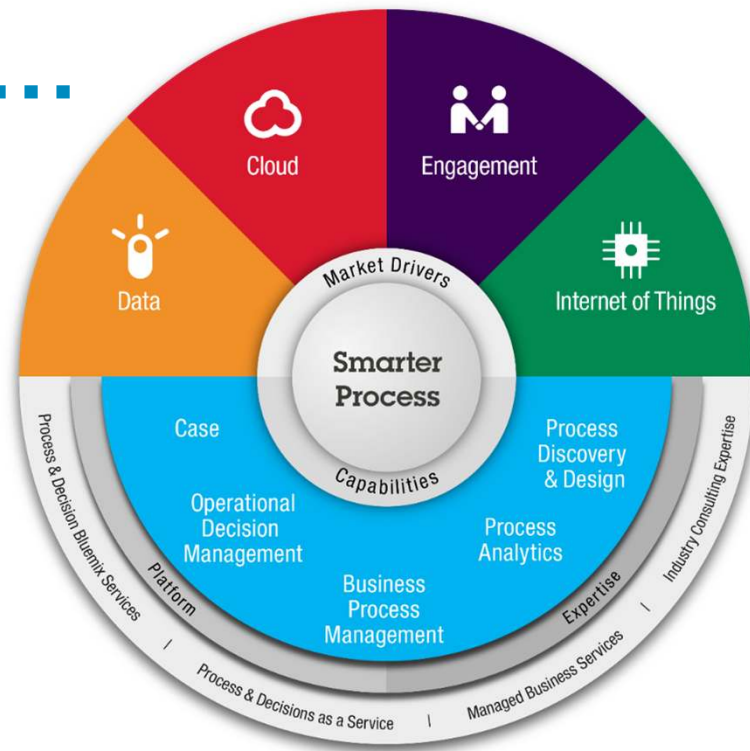 Cloud
Engagement
Data
Internet of Things
Market Drivers
Smarter
Process
Capabilities
Case
Operational
Decision
Management
Business
Process
Management
Process
Analytics
Process
Discovery
& Design
Platform
Expertise
Process & Decision Bluemix Services
|
Process & Decisions as a Service
|
Managed Business Services
|
Industry Consulting Expertise